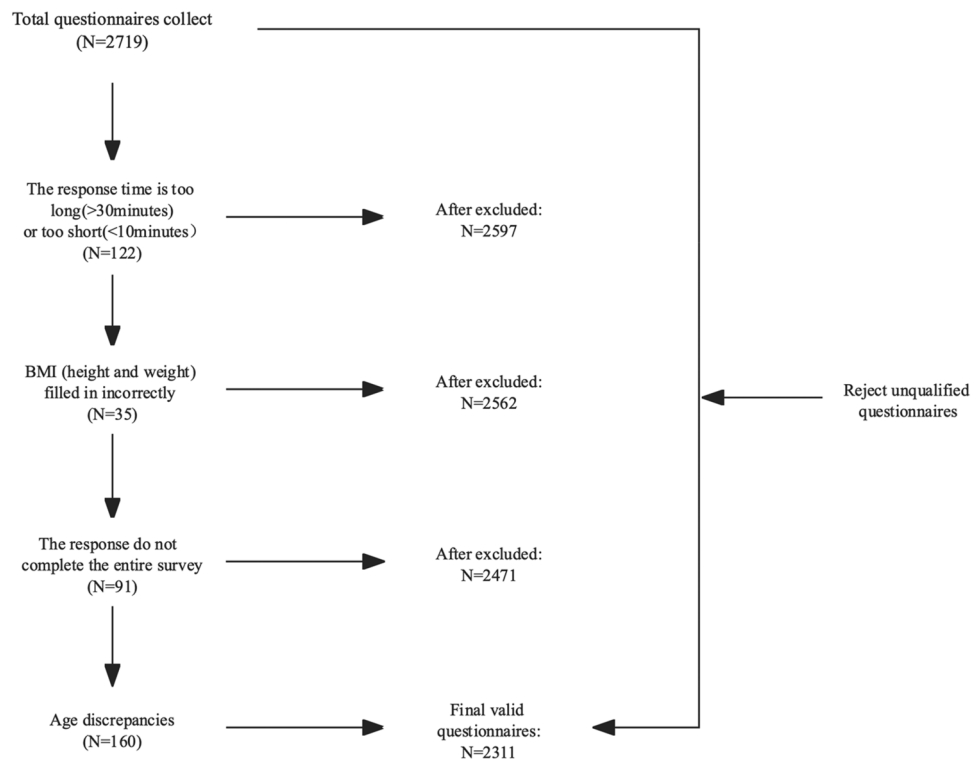 Total questionnaires collect
(N=2719)
The response time is too
long(>30minutes)
or too short(<10minutes）
(N=122)
After excluded:
N=2597
BMI (height and weight)
filled in incorrectly
(N=35)
After excluded:
N=2562
Reject unqualified
questionnaires
The response do not
complete the entire survey
(N=91)
After excluded:
N=2471
Age discrepancies
(N=160)
Final valid
questionnaires:
N=2311